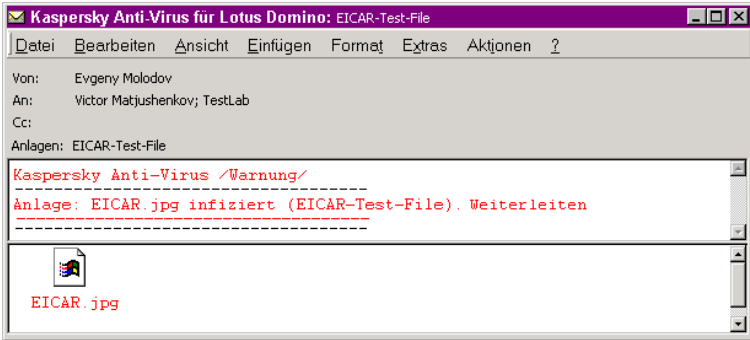 Kaspersky Anti-Virus für Lotus Domino: EICAR-Test-File
Datei Bearbeiten Ansicht Einfügen Format Extras Aktionen ?
Von: Evgeny Molodov
An: Victor Matjushenkov; TestLab
Cc:
Anlagen: EICAR-Test-File
Kaspersky Anti-Virus /Warnung/
-----------------------------------
Anlage: EICAR.jpg infiziert (EICAR-Test-File). Weiterleiten
-----------------------------------
-----------------------------------
EICAR.jpg